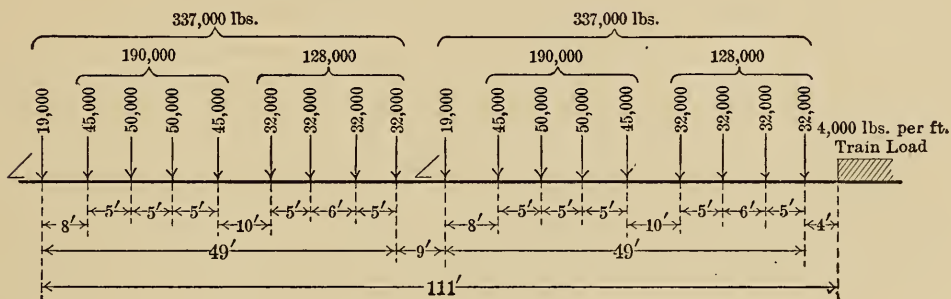 337,000 lbs. 337,000 lbs.
190,000 128,000 190,000 128,000
19,000 45,000 50,000 50,000 45,000 32,000 32,000 32,000 32,000 19,000 45,000 50,000 50,000 45,000 32,000 32,000 32,000 32,000
4,000 lbs. per ft.
Train Load
5' 5' 5' 5' 6' 5' 5' 5' 5' 5' 6' 5'
8' 10' 8' 10' 4'
49' 9' 49'
111'